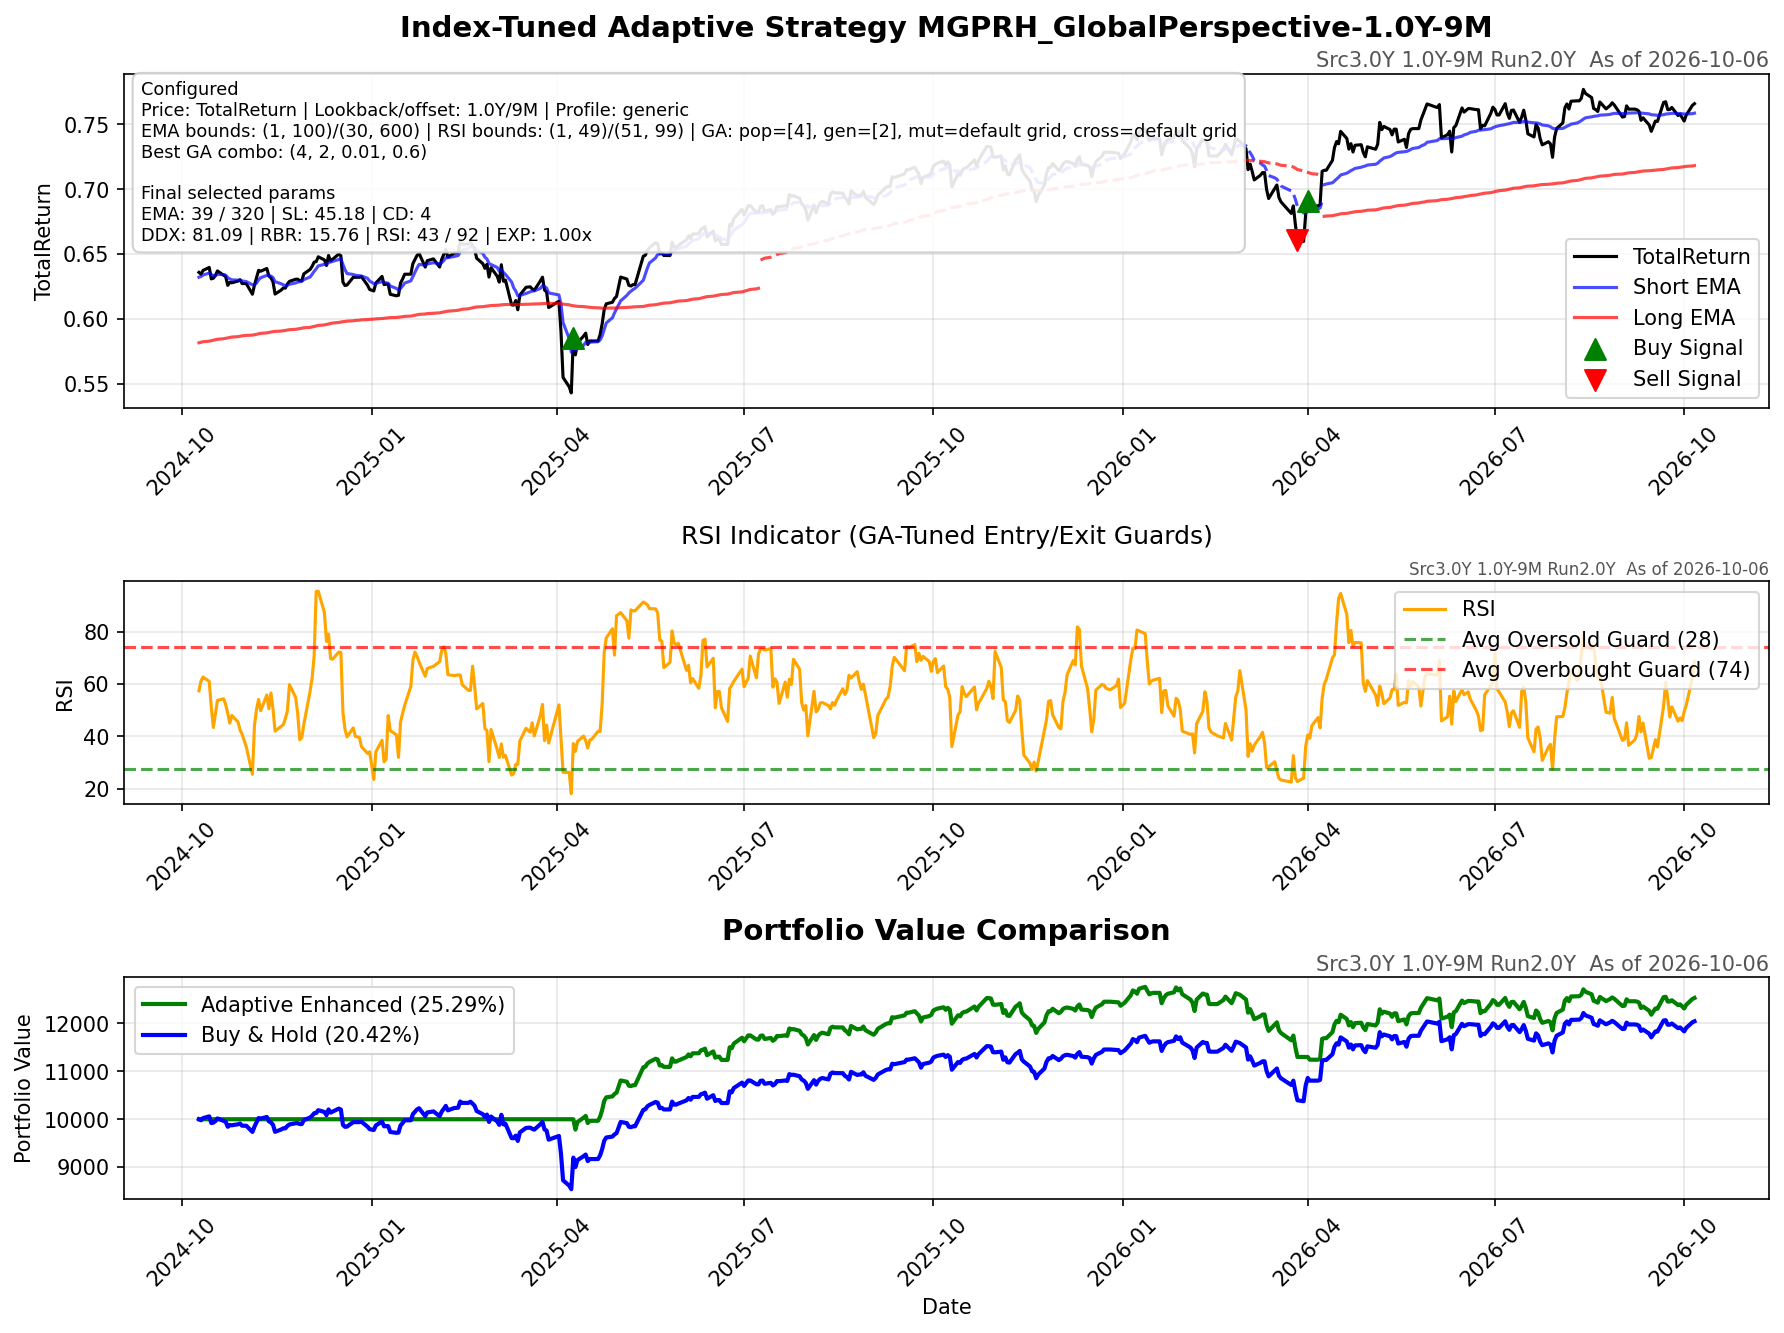 Index-Tuned Adaptive Strategy MGPRH_GlobalPerspective-1.0Y-9M
Src3.0Y 1.0Y-9M Run2.0Y  As of 2026-10-06
Configured
Price: TotalReturn | Lookback/offset: 1.0Y/9M | Profile: generic
EMA bounds: (1, 100)/(30, 600) | RSI bounds: (1, 49)/(51, 99) | GA: pop=[4], gen=[2], mut=default grid, cross=default grid
Best GA combo: (4, 2, 0.01, 0.6)
Final selected params
EMA: 39 / 320 | SL: 45.18 | CD: 4
DDX: 81.09 | RBR: 15.76 | RSI: 43 / 92 | EXP: 1.00x
TotalReturn
0.75
0.70
0.65
0.60
0.55
TotalReturn
Short EMA
Long EMA
Buy Signal
Sell Signal
2024-10
2025-01
2025-04
2025-07
2025-10
2026-01
2026-04
2026-07
2026-10
RSI Indicator (GA-Tuned Entry/Exit Guards)
Src3.0Y 1.0Y-9M Run2.0Y  As of 2026-10-06
RSI
80
60
40
20
RSI
Avg Oversold Guard (28)
Avg Overbought Guard (74)
2024-10
2025-01
2025-04
2025-07
2025-10
2026-01
2026-04
2026-07
2026-10
Portfolio Value Comparison
Src3.0Y 1.0Y-9M Run2.0Y  As of 2026-10-06
Portfolio Value
12000
11000
10000
9000
Adaptive Enhanced (25.29%)
Buy & Hold (20.42%)
2024-10
2025-01
2025-04
2025-07
2025-10
2026-01
2026-04
2026-07
2026-10
Date